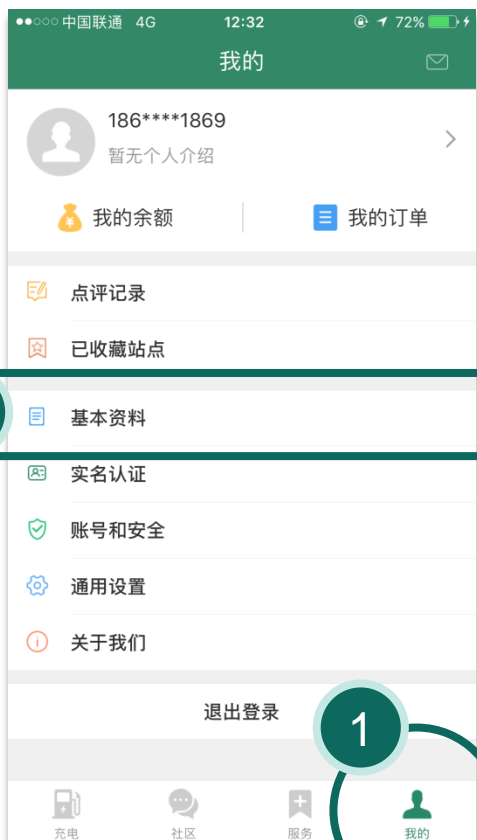 中国联通 4G 12:32 72%
我的
186****1869
暂无个人介绍
我的余额 我的订单
点评记录
已收藏站点
基本资料
实名认证
账号和安全
通用设置
关于我们
退出登录
1
充电 社区 服务 我的